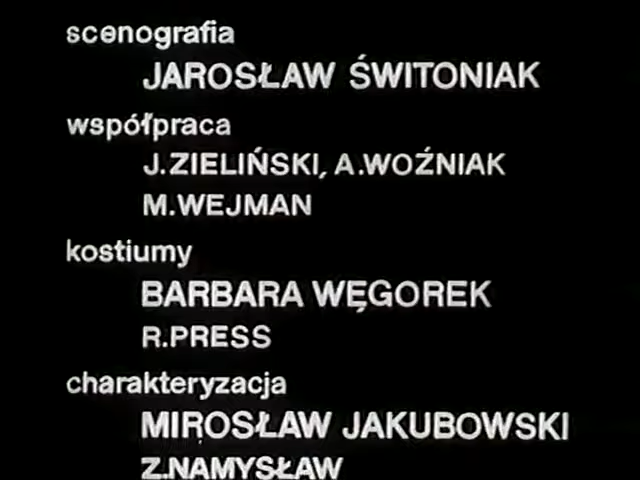 scenografia
JAROSŁAW ŚWITONIAK
współpraca
J.ZIELIŃSKI, A.WOŹNIAK
M.WEJMAN
kostiumy
BARBARA WĘGOREK
R.PRESS
charakteryzacja
MIROSŁAW JAKUBOWSKI
Z.NAMYSŁAW